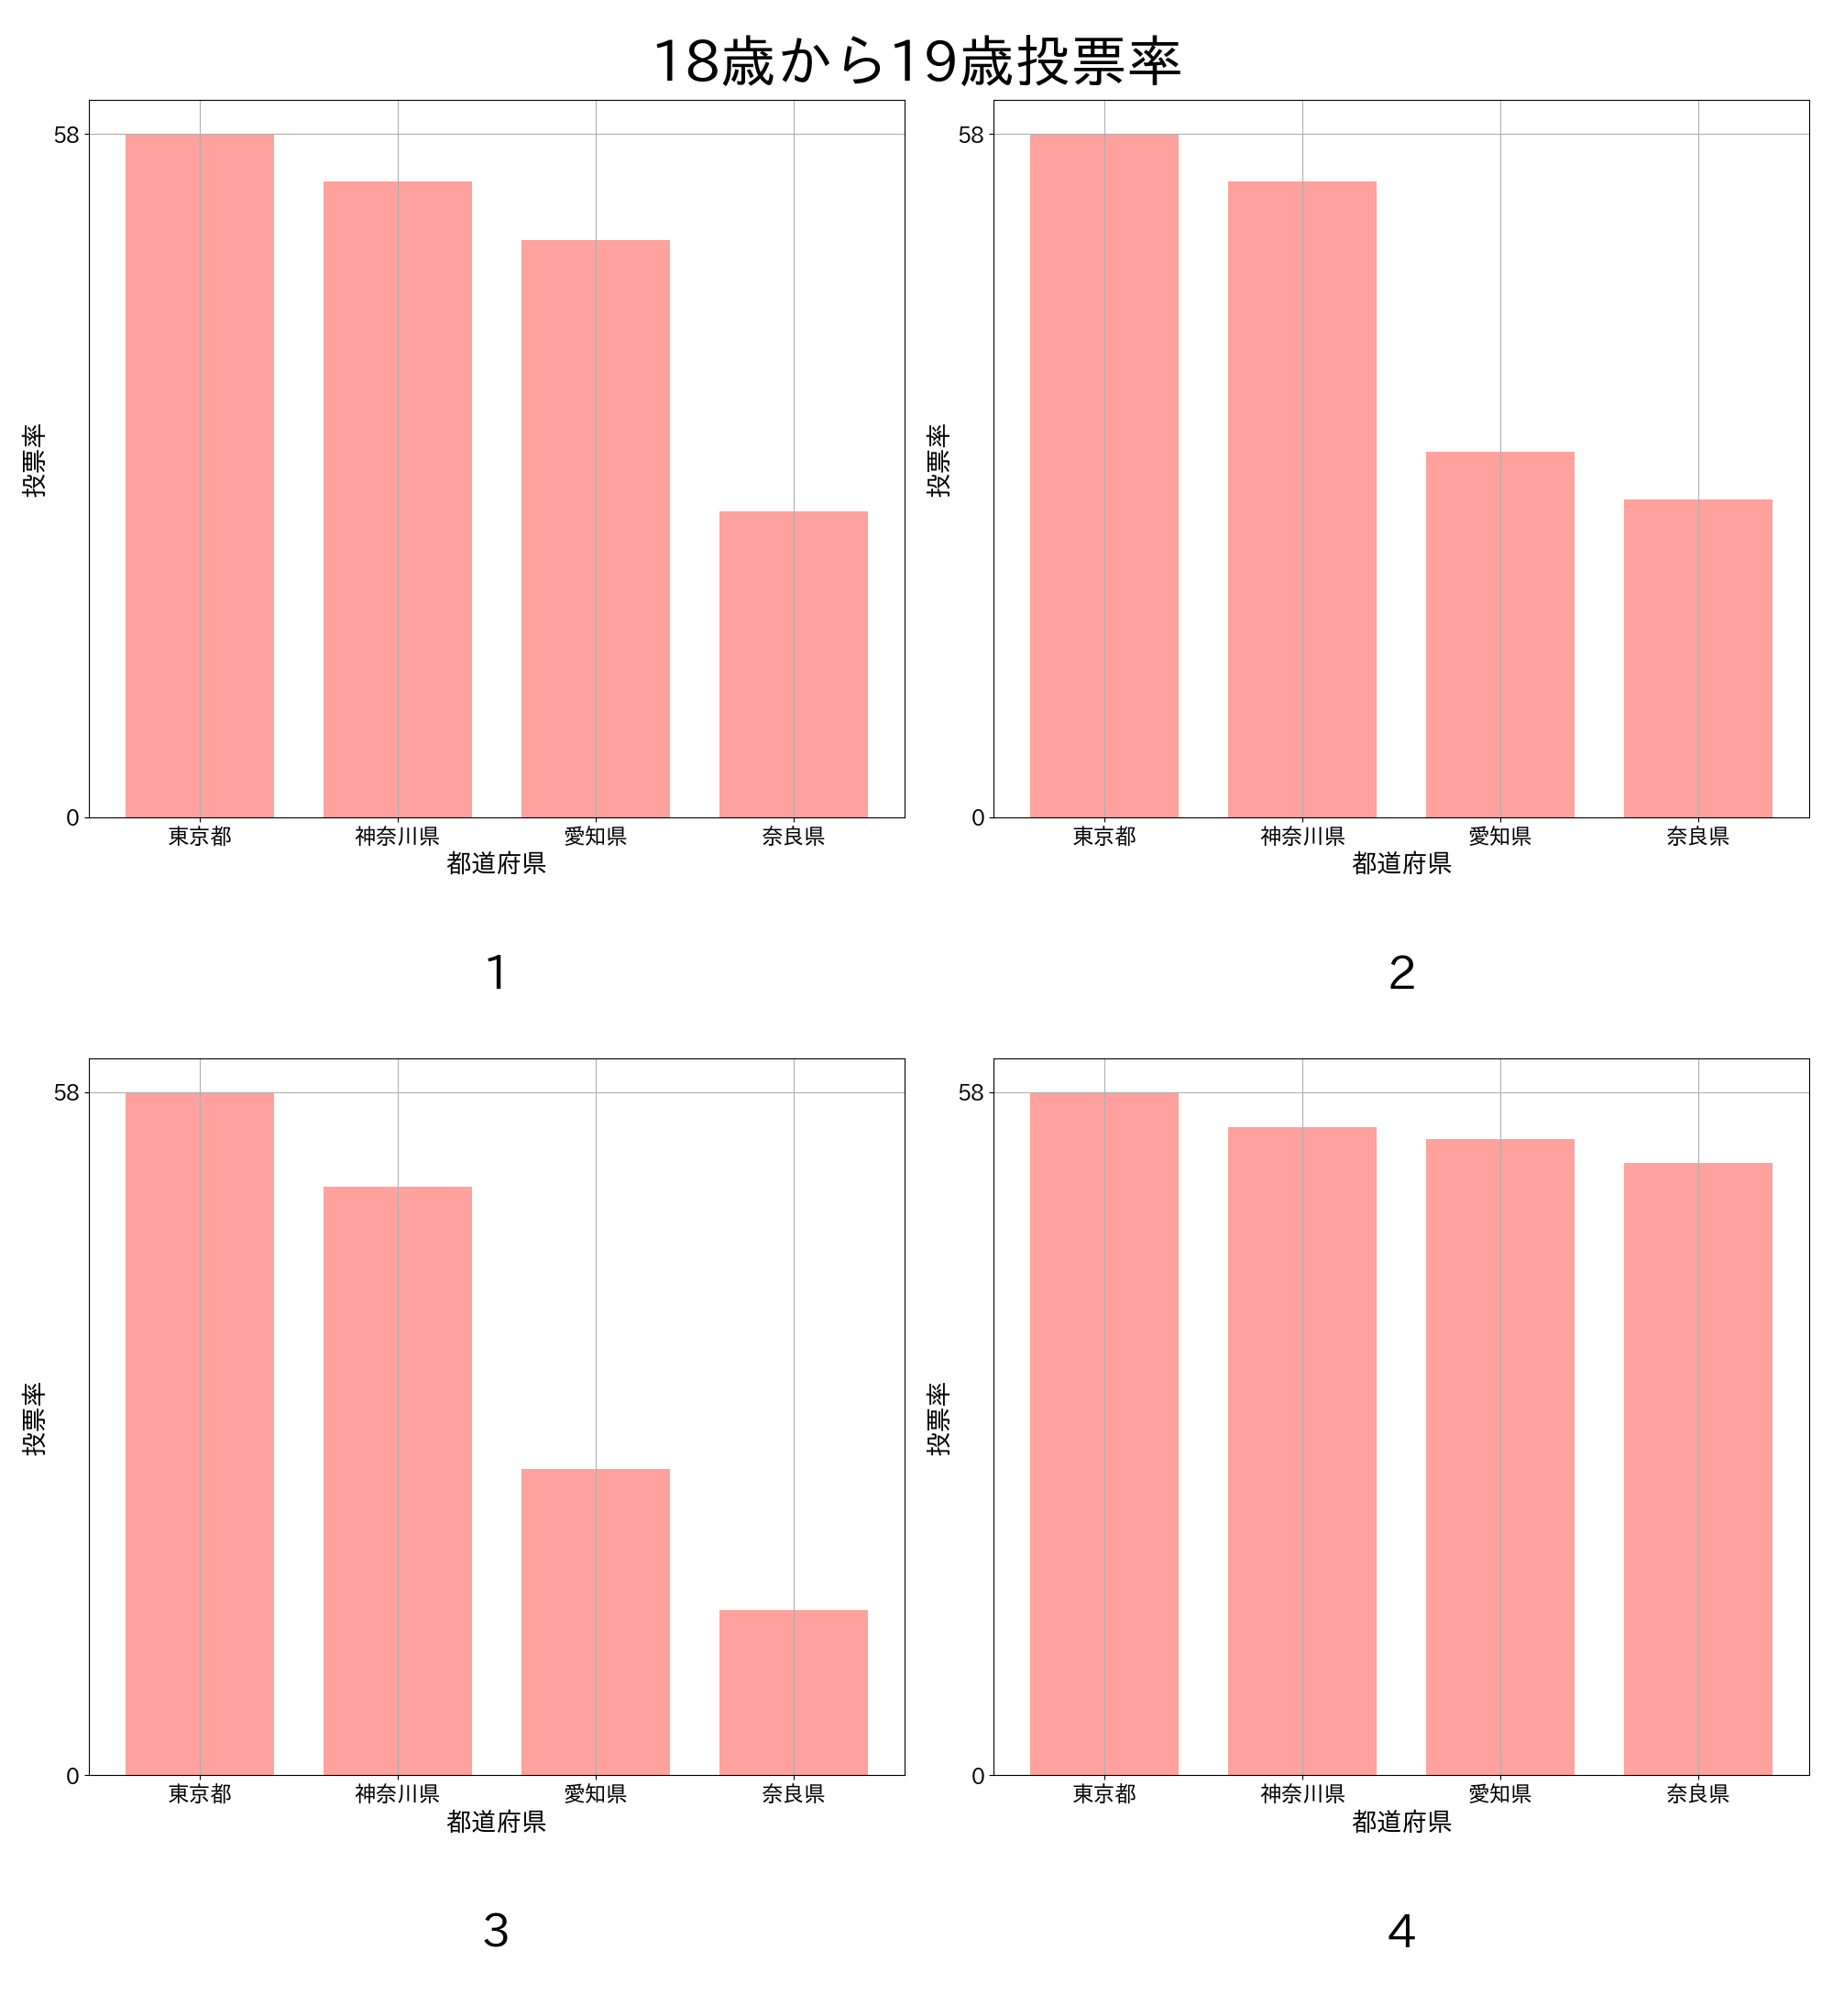 18歳から19歳投票率
58
0
投票率
東京都 神奈川県 愛知県 奈良県
都道府県
1
58
0
投票率
東京都 神奈川県 愛知県 奈良県
都道府県
2
58
0
投票率
東京都 神奈川県 愛知県 奈良県
都道府県
3
58
0
投票率
東京都 神奈川県 愛知県 奈良県
都道府県
4